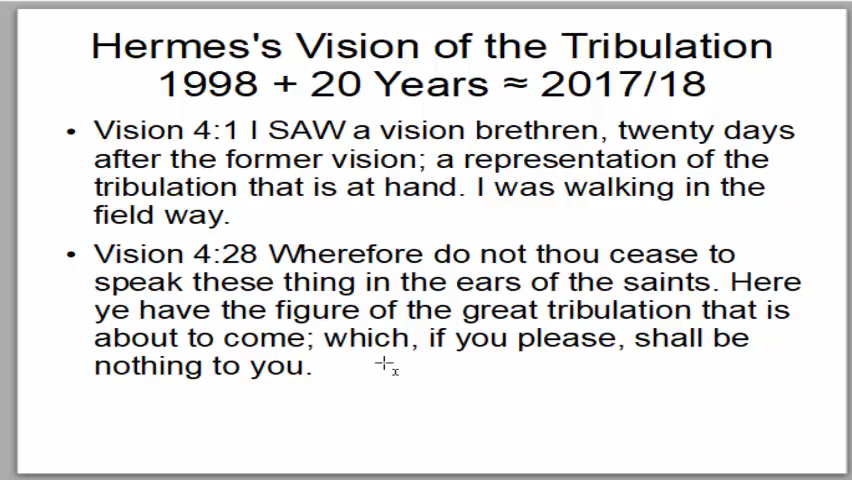 Hermes's Vision of the Tribulation
1998 + 20 Years ≈ 2017/18
• Vision 4:1 I SAW a vision brethren, twenty days
after the former vision; a representation of the
tribulation that is at hand. I was walking in the
field way.
• Vision 4:28 Wherefore do not thou cease to
speak these thing in the ears of the saints. Here
ye have the figure of the great tribulation that is
about to come; which, if you please, shall be
nothing to you.